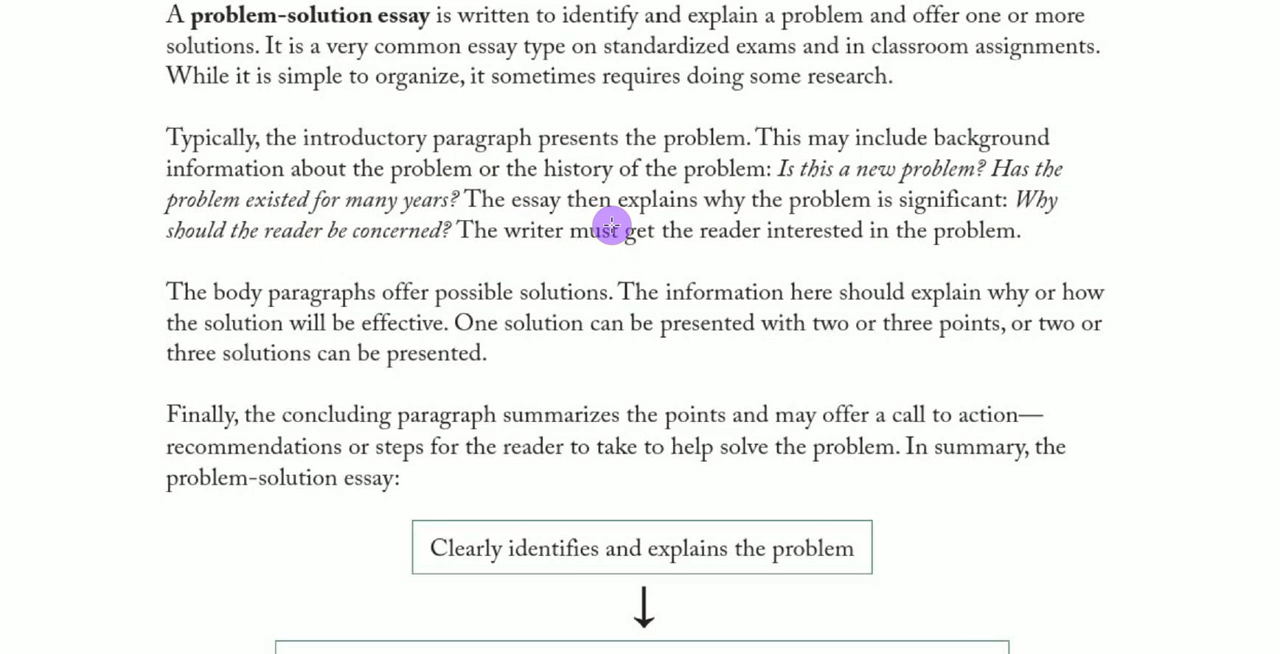 A problem-solution essay is written to identify and explain a problem and offer one or more
solutions. It is a very common essay type on standardized exams and in classroom assignments.
While it is simple to organize, it sometimes requires doing some research.
Typically, the introductory paragraph presents the problem. This may include background
information about the problem or the history of the problem: Is this a new problem? Has the
problem existed for many years? The essay then explains why the problem is significant: Why
should the reader be concerned? The writer must get the reader interested in the problem.
The body paragraphs offer possible solutions. The information here should explain why or how
the solution will be effective. One solution can be presented with two or three points, or two or
three solutions can be presented.
Finally, the concluding paragraph summarizes the points and may offer a call to action—
recommendations or steps for the reader to take to help solve the problem. In summary, the
problem-solution essay:
Clearly identifies and explains the problem